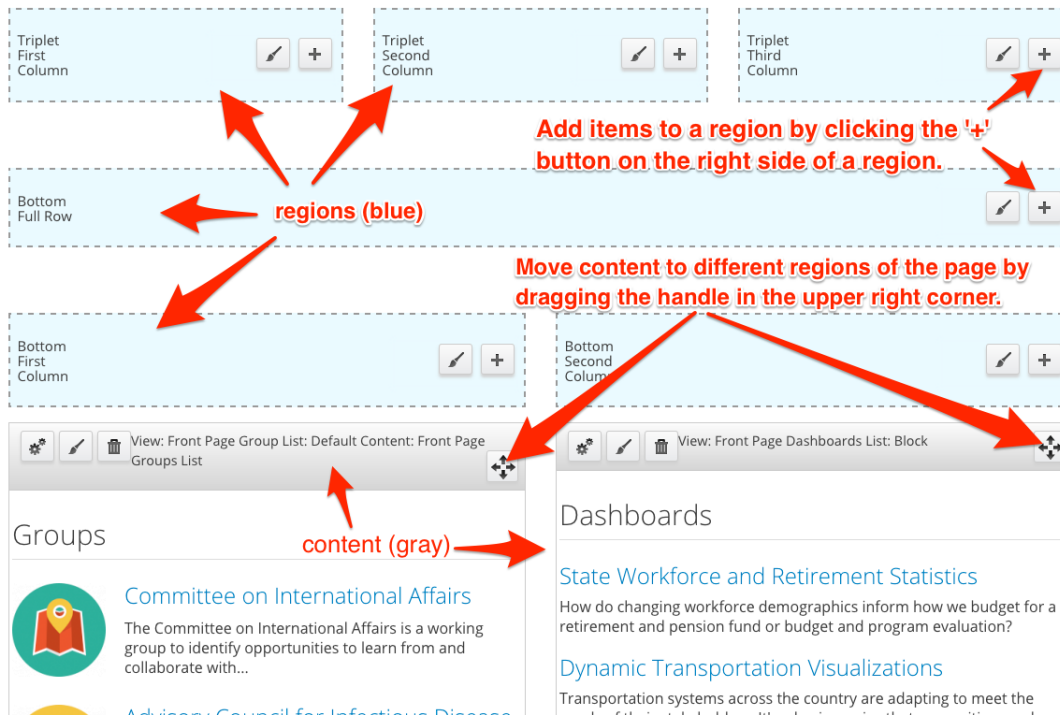 Triplet
First
Column
Triplet
Second
Column
Triplet
Third
Column
Add items to a region by clicking the '+'
button on the right side of a region.
Bottom
Full Row
regions (blue)
Move content to different regions of the page by
dragging the handle in the upper right corner.
Bottom
First
Column
Bottom
Second
Column
View: Front Page Group List: Default Content: Front Page
Groups List
View: Front Page Dashboards List: Block
content (gray)
Groups
Committee on International Affairs
The Committee on International Affairs is a working
group to identify opportunities to learn from and
collaborate with...
Advisory Council for Infectious Disease
Dashboards
State Workforce and Retirement Statistics
How do changing workforce demographics inform how we budget for a
retirement and pension fund or budget and program evaluation?
Dynamic Transportation Visualizations
Transportation systems across the country are adapting to meet the